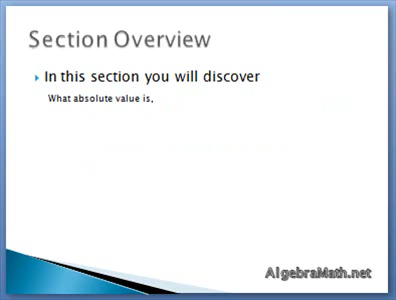 Section Overview
In this section you will discover
What absolute value is,
AlgebraMath.net